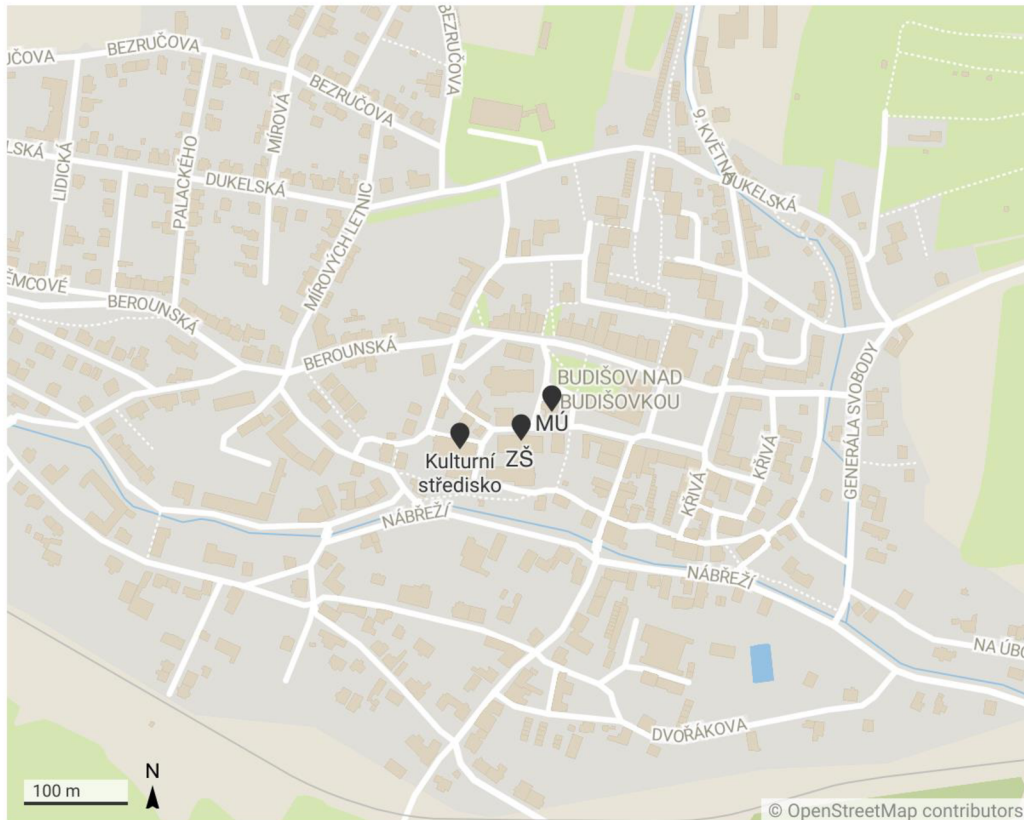 BEZRUČOVA
BEZRUČOVA
BEZRUČOVA
MÍROVÁ
LIDICKÁ
PALACKÉHO
DUKELSKÁ
MÍROVÝCH LETNIC
9. KVĚTNA
DUKELSKÁ
BEROUNSKÁ
BEROUNSKÁ
BUDIŠOV NAD
BUDIŠOVKOU
MÚ
ZŠ
Kulturní
středisko
KŘIVÁ
KŘIVÁ
GENERÁLA SVOBODY
NÁBŘEŽÍ
NÁBŘEŽÍ
DVOŘÁKOVA
N
100 m
© OpenStreetMap contributors